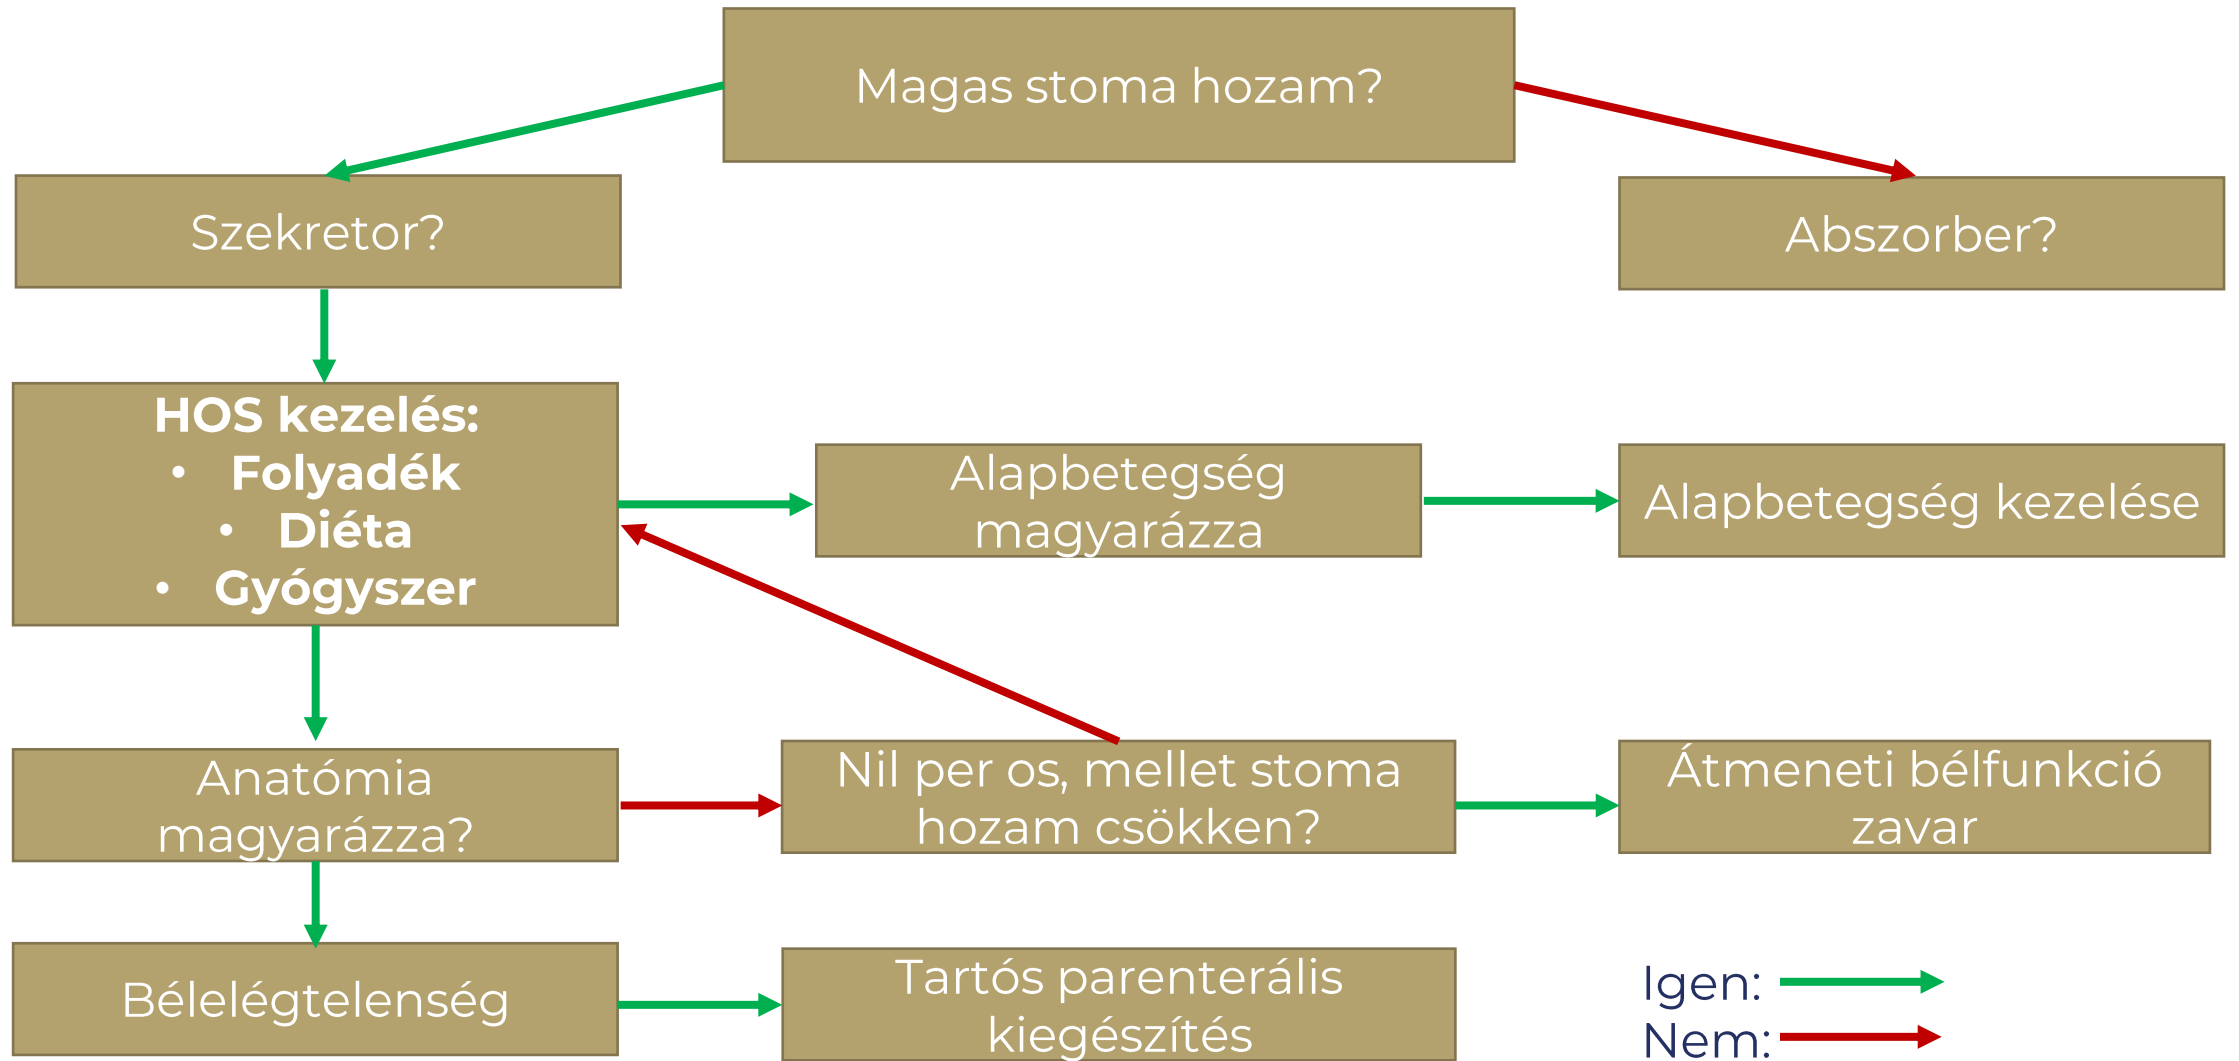 Magas stoma hozam?
Szekretor?
Abszorber?
HOS kezelés:
• Folyadék
• Diéta
• Gyógyszer
Alapbetegség
magyarázza
Alapbetegség kezelése
Anatómia
magyarázza?
Nil per os, mellet stoma
hozam csökken?
Átmeneti bélfunkció
zavar
Bélelégtelenség
Tartós parenterális
kiegészítés
Igen:
Nem: